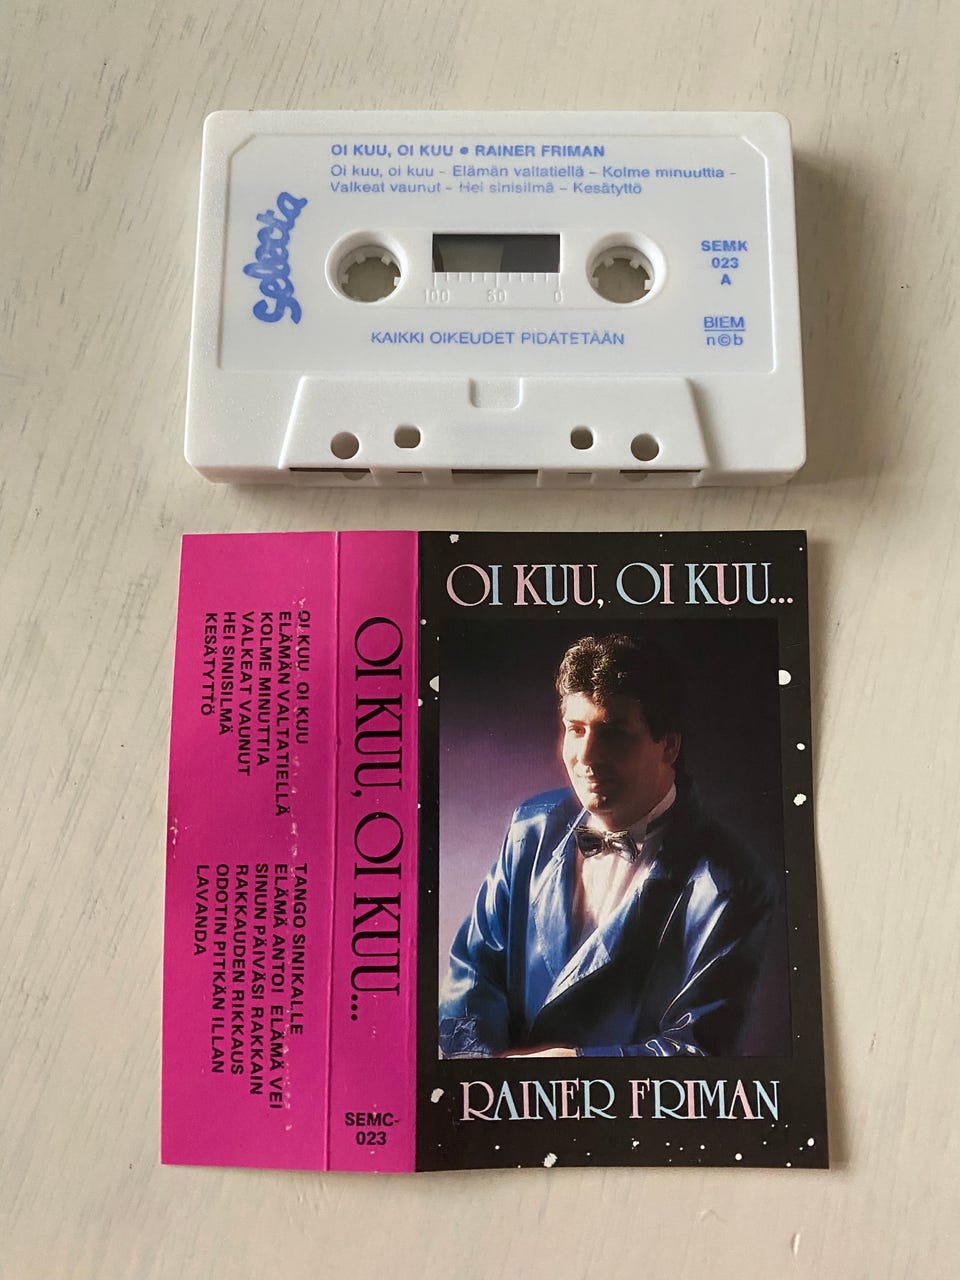 OI KUU, OI KUU ● RAINER FRIMAN
Oi kuu, oi kuu – Elämän valtatiellä – Kolme minuuttia –
Valkeat vaunut – Hei sinisilmä – Kesätyttö
Selecta
SEMK
023
A
100 50 0
BIEM
n©b
KAIKKI OIKEUDET PIDÄTETÄÄN
OI KUU, OI KUU...
RAINER FRIMAN
OI KUU, OI KUU...
SEMC-
023
OI KUU OI KUU
ELÄMÄN VALTATIELLÄ
KOLME MINUTTIA
VALKEAT VAUNUT
HEI SINISILMÄ
KESÄTYTTÖ
TANGO SINIKALLE
ELÄMÄ ANTOI ELÄMÄ VEI
SINUN PÄIVÄSI RAKKAIN
RAKKAUDEN RIKKAUS
ODOTIN PITKÄN ILLAN
LAVANDA